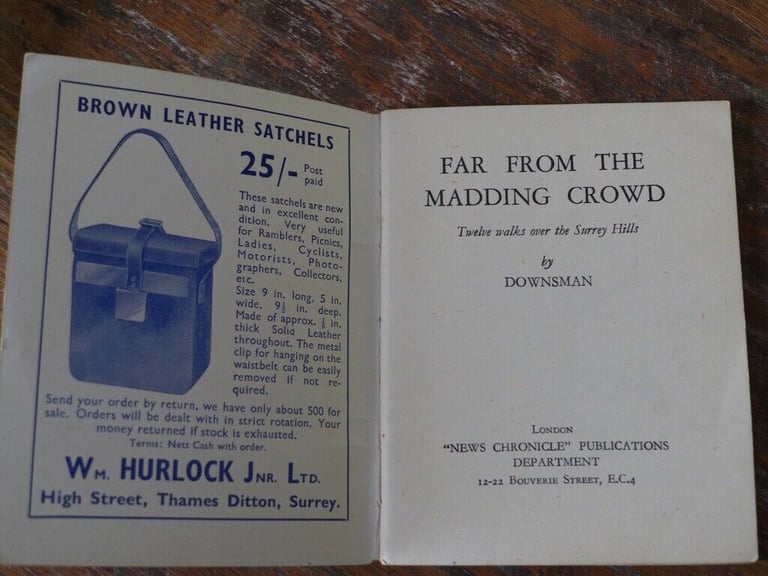 BROWN LEATHER SATCHELS
25/- Post
paid
These satchels are new
and in excellent con-
dition. Very useful
for Ramblers, Picnics,
Ladies, Cyclists,
Motorists, Photo-
graphers, Collectors,
etc.
Size 9 in. long, 5 in.
wide, 9½ in. deep.
Made of approx. ⅛ in.
thick Solid Leather
throughout. The metal
clip for hanging on the
waistbelt can be easily
removed if not re-
quired.
Send your order by return, we have only about 500 for
sale. Orders will be dealt with in strict rotation. Your
money returned if stock is exhausted.
Terms: Nett Cash with order.
WM. HURLOCK JNR. LTD.
High Street, Thames Ditton, Surrey.
FAR FROM THE
MADDING CROWD
Twelve walks over the Surrey Hills
by
DOWNSMAN
LONDON
"NEWS CHRONICLE" PUBLICATIONS
DEPARTMENT
12-22 BOUVERIE STREET, E.C.4